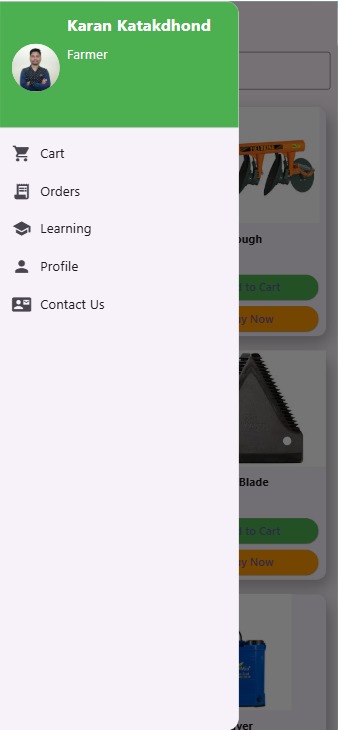 Karan Katakdhond
Farmer
Cart
Orders
Learning
Profile
Contact Us
ough
to Cart
y Now
Blade
to Cart
y Now
yer